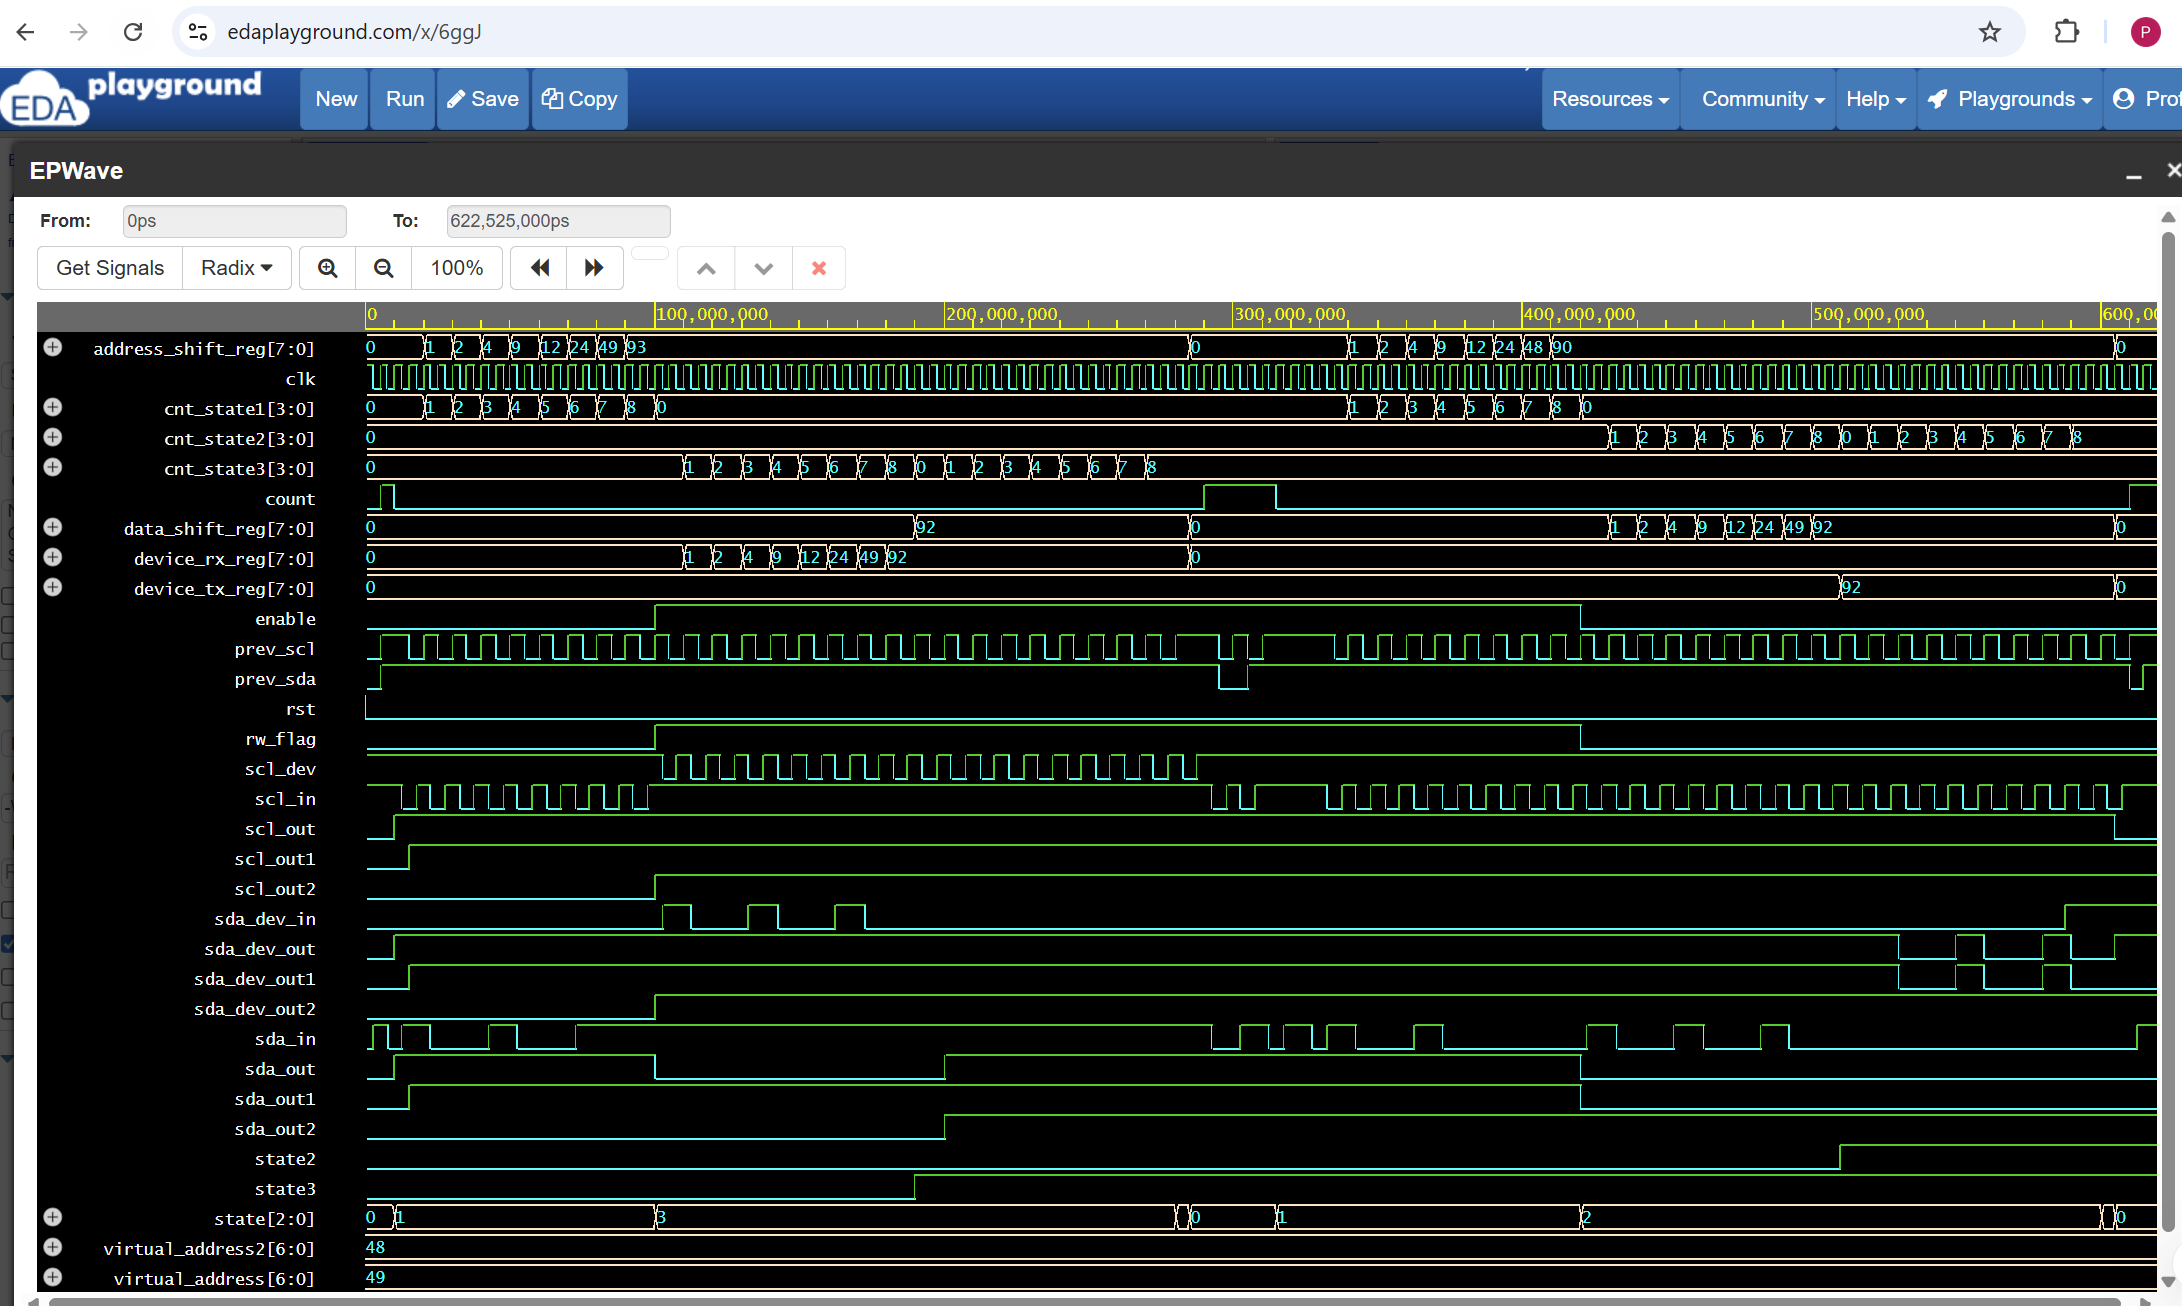 edaplayground.com/x/6ggJ
P
EDA playground
New
Run
Save
Copy
Resources
Community
Help
Playgrounds
EPWave
From: 0ps To: 622,525,000ps
Get Signals Radix 100%
0 100,000,000 200,000,000 300,000,000 400,000,000 500,000,000
address_shift_reg[7:0] 0 1 2 4 9 12 24 49 93 0 1 2 4 9 12 24 48 90 0
clk
cnt_state1[3:0] 0 1 2 3 4 5 6 7 8 0 1 2 3 4 5 6 7 8 0
cnt_state2[3:0] 0 1 2 3 4 5 6 7 8 0 1 2 3 4 5 6 7 8
cnt_state3[3:0] 0 1 2 3 4 5 6 7 8 0 1 2 3 4 5 6 7 8
count
data_shift_reg[7:0] 0 92 0 1 2 4 9 12 24 49 92 0
device_rx_reg[7:0] 0 1 2 4 9 12 24 49 92 0
device_tx_reg[7:0] 0 92 0
enable
prev_scl
prev_sda
rst
rw_flag
scl_dev
scl_in
scl_out
scl_out1
scl_out2
sda_dev_in
sda_dev_out
sda_dev_out1
sda_dev_out2
sda_in
sda_out
sda_out1
sda_out2
state2
state3
state[2:0] 0 1 3 0 1 2 0
virtual_address2[6:0] 48
virtual_address[6:0] 49